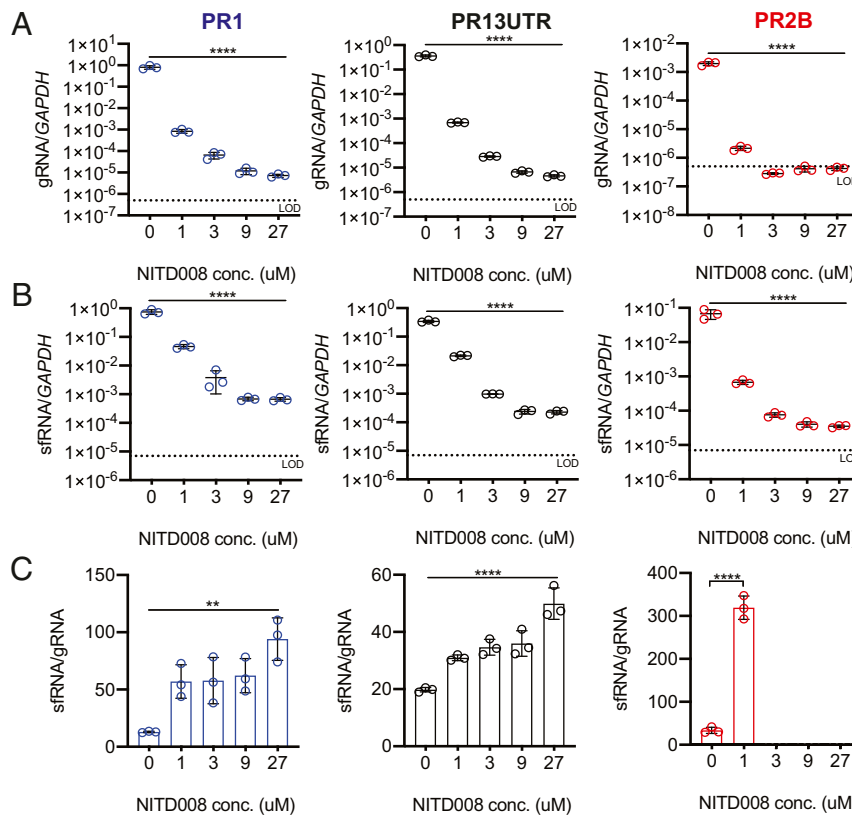 A
PR1
PR13UTR
PR2B
gRNA/GAPDH
1×10^1
1×10^0
1×10^-1
1×10^-2
1×10^-3
1×10^-4
1×10^-5
1×10^-6
1×10^-7
****
LOD
0 1 3 9 27
NITD008 conc. (uM)
gRNA/GAPDH
1×10^0
1×10^-1
1×10^-2
1×10^-3
1×10^-4
1×10^-5
1×10^-6
1×10^-7
****
LOD
0 1 3 9 27
NITD008 conc. (uM)
gRNA/GAPDH
1×10^-2
1×10^-3
1×10^-4
1×10^-5
1×10^-6
1×10^-7
1×10^-8
****
LO
0 1 3 9 27
NITD008 conc. (uM)
B
sfRNA/GAPDH
1×10^0
1×10^-1
1×10^-2
1×10^-3
1×10^-4
1×10^-5
1×10^-6
****
LOD
0 1 3 9 27
NITD008 conc. (uM)
sfRNA/GAPDH
1×10^0
1×10^-1
1×10^-2
1×10^-3
1×10^-4
1×10^-5
1×10^-6
****
LOD
0 1 3 9 27
NITD008 conc. (uM)
sfRNA/GAPDH
1×10^-1
1×10^-2
1×10^-3
1×10^-4
1×10^-5
1×10^-6
****
LO
0 1 3 9 27
NITD008 conc. (uM)
C
sfRNA/gRNA
150
100
50
0
**
0 1 3 9 27
NITD008 conc. (uM)
sfRNA/gRNA
60
40
20
0
****
0 1 3 9 27
NITD008 conc. (uM)
sfRNA/gRNA
400
300
200
100
0
****
0 1 3 9 27
NITD008 conc. (uM)